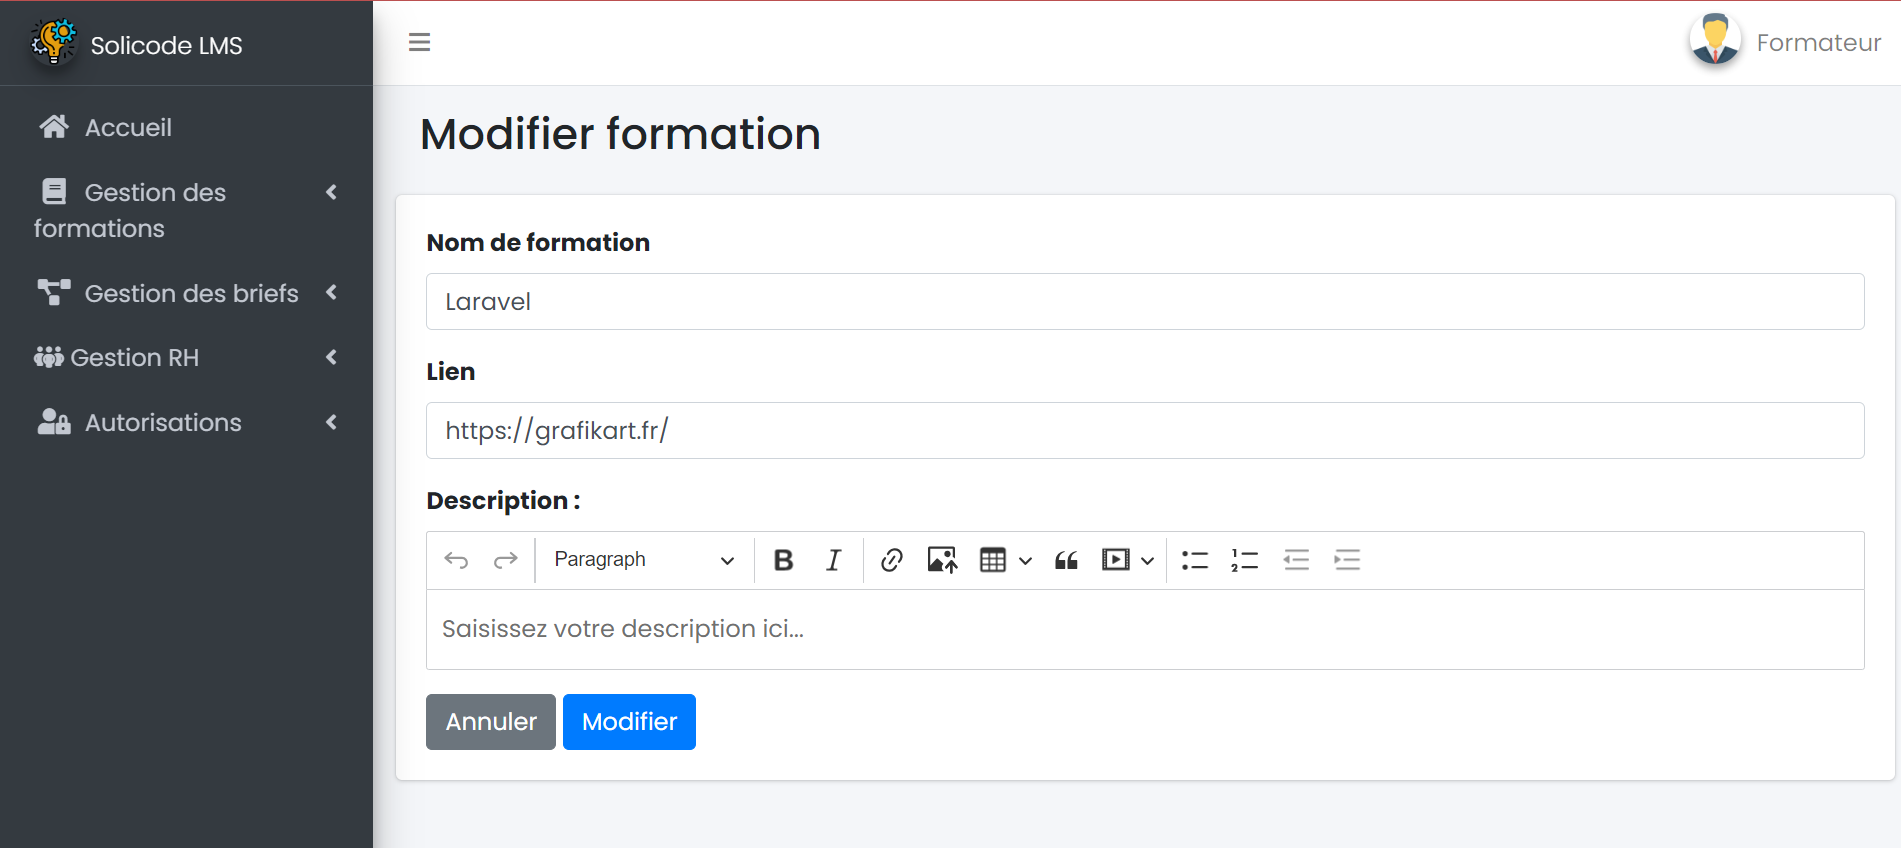 Solicode LMS
Formateur
Accueil
Gestion des
formations
Gestion des briefs
Gestion RH
Autorisations
Modifier formation
Nom de formation
Laravel
Lien
https://grafikart.fr/
Description :
Paragraph
Saisissez votre description ici...
Annuler
Modifier